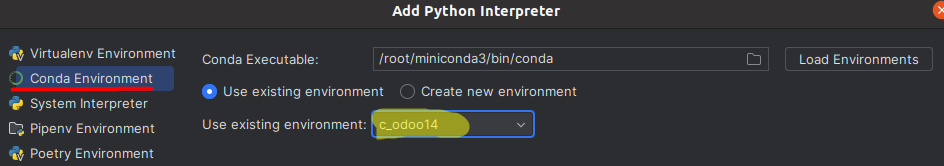 Add Python Interpreter
Virtualenv Environment
Conda Environment
System Interpreter
Pipenv Environment
Poetry Environment
Conda Executable: /root/miniconda3/bin/conda Load Environments
Use existing environment Create new environment
Use existing environment: c_odoo14